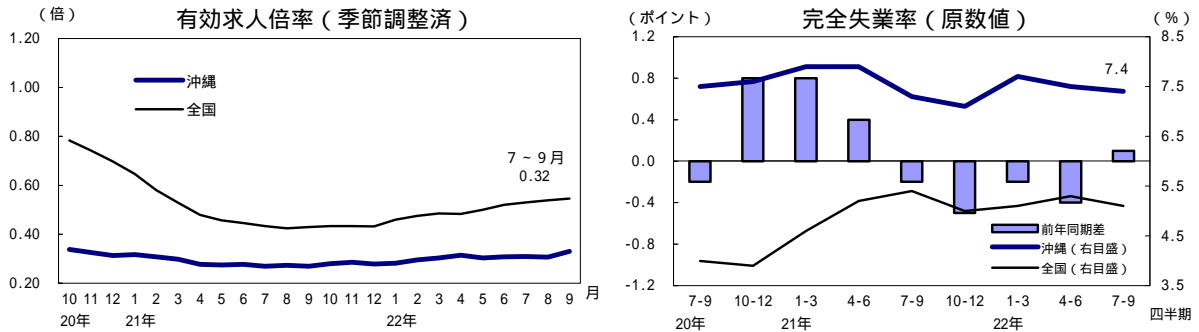 有効求人倍率（季節調整済）
（倍）
1.20
1.00
0.80
0.60
0.40
0.20
沖縄
全国
7～9月
0.32
10 11 12 1 2 3 4 5 6 7 8 9 10 11 12 1 2 3 4 5 6 7 8 9 月
20年 21年 22年
完全失業率（原数値）
（ポイント） （％）
1.2 8.5
0.8 7.5
0.4 6.5
0.0
-0.4 5.5
-0.8 4.5
-1.2 3.5
7.4
前年同期差
沖縄（右目盛）
全国（右目盛）
7-9 10-12 1-3 4-6 7-9 10-12 1-3 4-6 7-9
20年 21年 22年 四半期